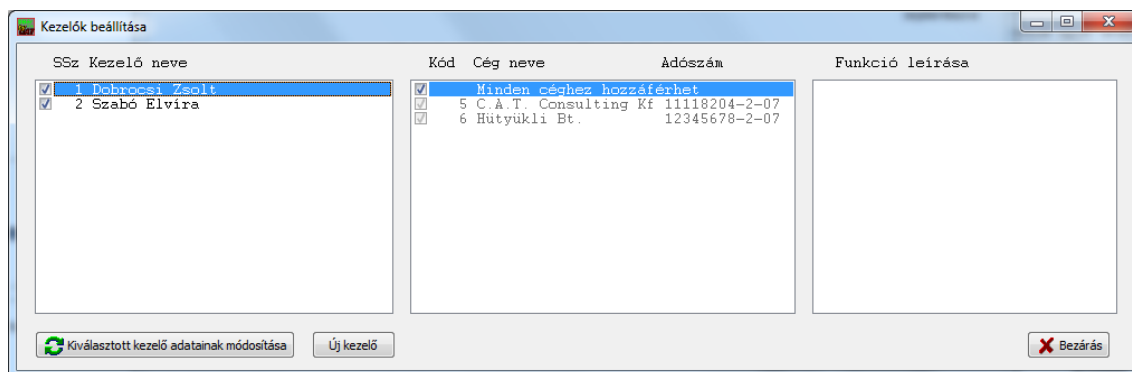 Kezelők beállítása
SSz Kezelő neve
1 Dobrocsi Zsolt
2 Szabó Elvíra
Kód Cég neve Adószám
Minden céghez hozzáférhet
5 C.A.T. Consulting Kf 11118204-2-07
6 Hütyükli Bt. 12345678-2-07
Funkció leírása
Kiválasztott kezelő adatainak módosítása
Új kezelő
Bezárás